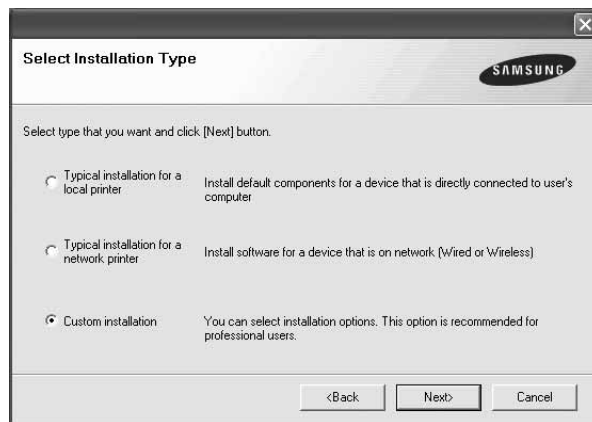 Select Installation Type
SAMSUNG
Select type that you want and click [Next] button.
Typical installation for a
local printer
Install default components for a device that is directly connected to user's
computer
Typical installation for a
network printer
Install software for a device that is on network (Wired or Wireless)
Custom installation
You can select installation options. This option is recommended for
professional users.
<Back
Next>
Cancel